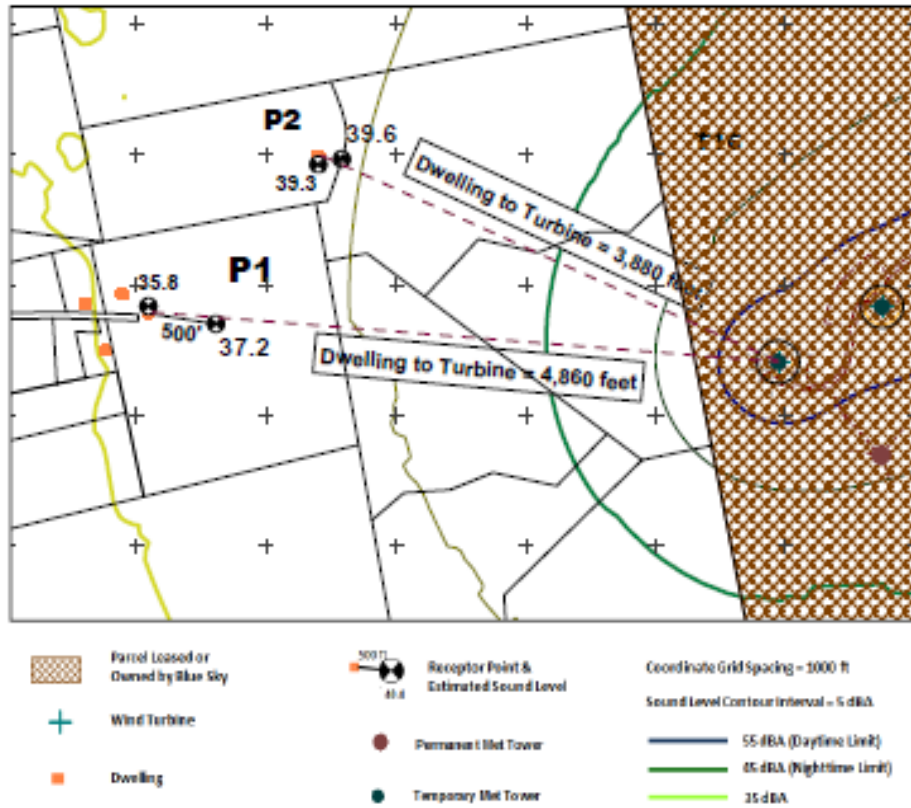 P2
39.6
39.3
Dwelling to Turbine = 3,880 feet
P1
35.8
500'
37.2
Dwelling to Turbine = 4,860 feet
Parcel Leased or
Owned by Blue Sky
500 ft
Receptor Point &
Estimated Sound Level
Coordinate Grid Spacing = 1000 ft
Sound Level Contour Interval = 5 dBA
Wind Turbine
Permanent Met Tower
55 dBA (Daytime Limit)
45 dBA (Nighttime Limit)
Dwelling
Temporary Met Tower
35 dBA